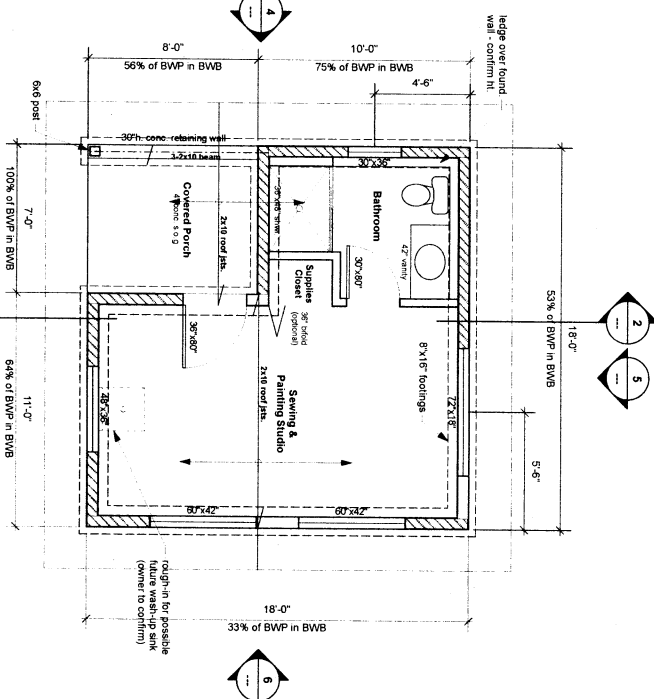 4
--
8'-0"
56% of BWP in BWB
10'-0"
75% of BWP in BWB
4'-6"
ledge over found.
wall - confirm ht.
6x6 post
30"h. conc. retaining wall
3-2x10 beam
30"x36"
100% of BWP in BWB
7'-0"
Covered Porch
4" conc s o g
2x10 roof jsts.
36"x48" shwr
Bathroom
42" vanity
30"x80"
Supplies
Closet
36" bifold
(optional)
36"x80"
2
--
5
--
18'-0"
53% of BWP in BWB
8"x16" footings
72"x18"
5'-6"
64% of BWP in BWB
11'-0"
48"x36"
2x10 roof jsts.
Sewing &
Painting Studio
60"x42"
60"x42"
rough-in for possible
future wash-up sink
(owner to confirm)
18'-0"
33% of BWP in BWB
6
--